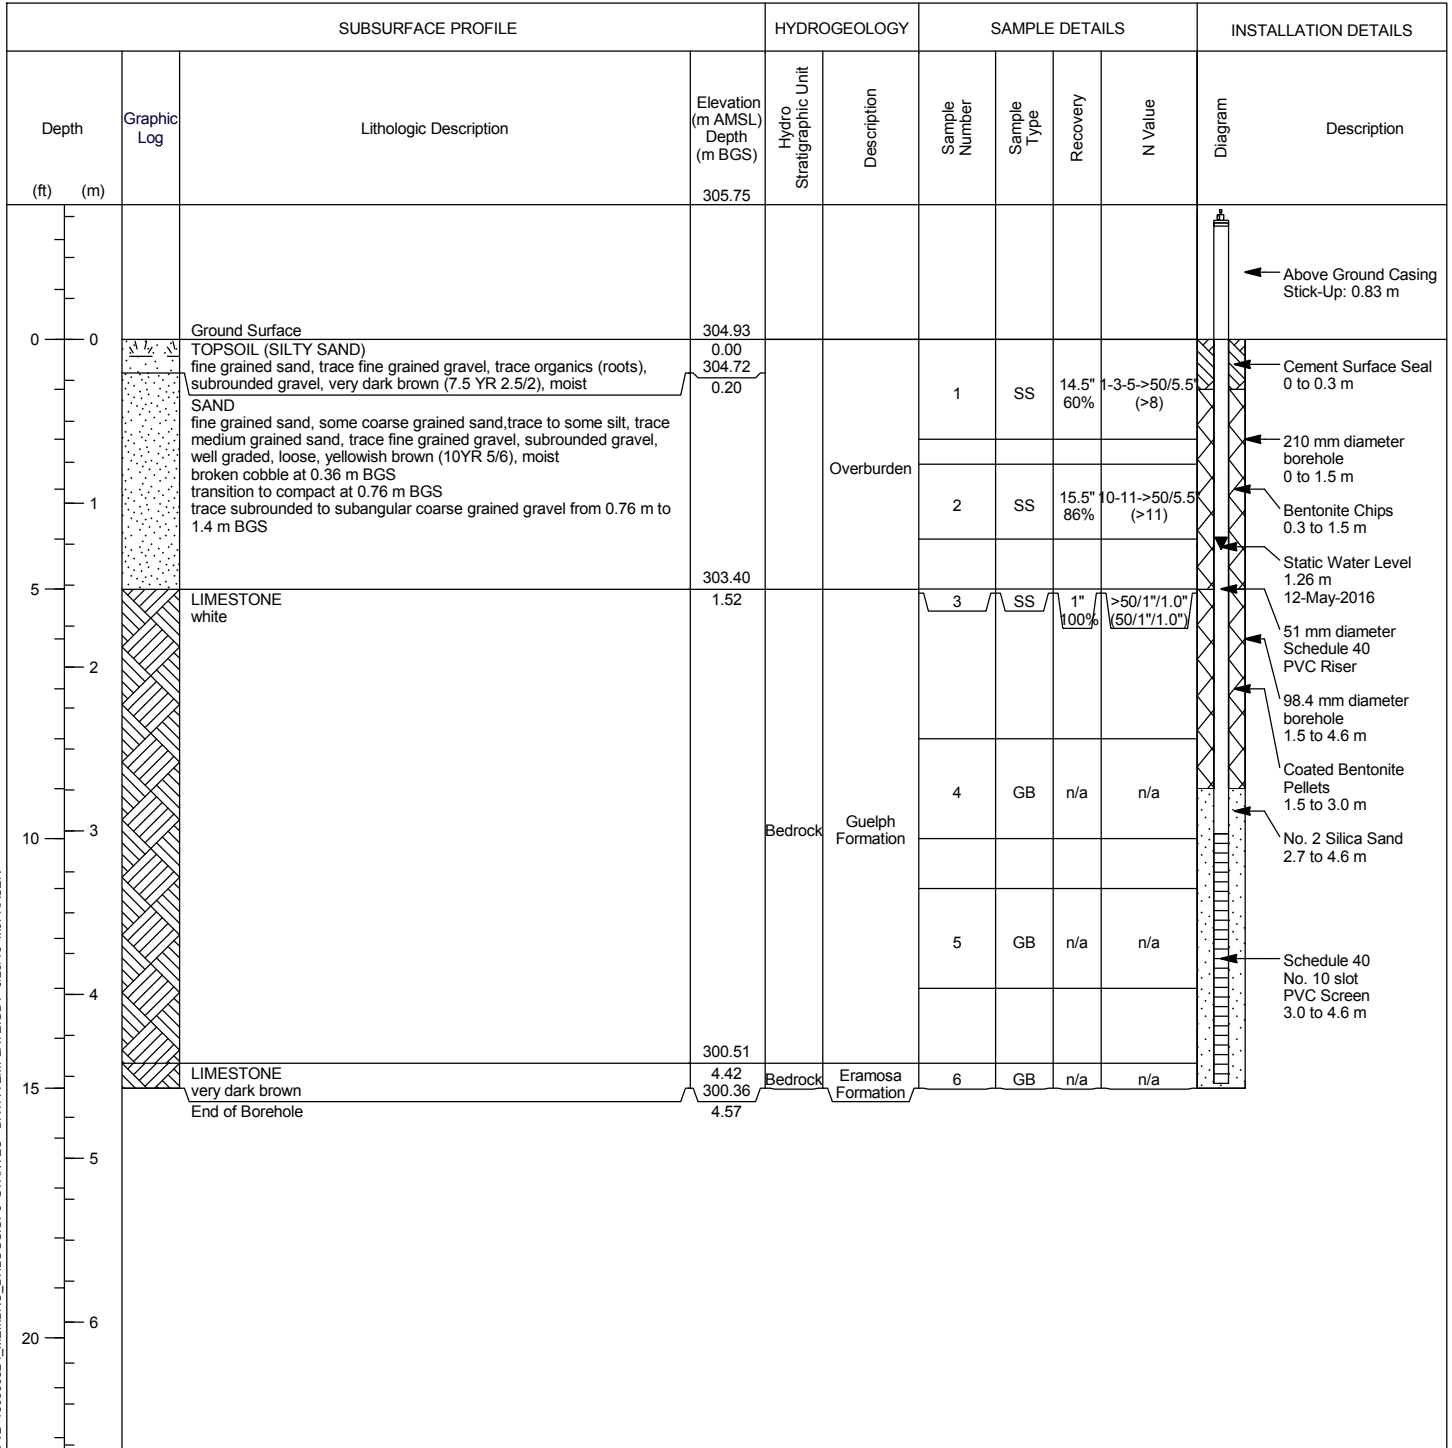 SUBSURFACE PROFILE
HYDROGEOLOGY
SAMPLE DETAILS
INSTALLATION DETAILS
Depth
(ft) (m)
Graphic
Log
Lithologic Description
Elevation
(m AMSL)
Depth
(m BGS)
305.75
Hydro
Stratigraphic Unit
Description
Sample
Number
Sample
Type
Recovery
N Value
Diagram
Description
Above Ground Casing
Stick-Up: 0.83 m
Ground Surface 304.93
0 0
TOPSOIL (SILTY SAND) 0.00
fine grained sand, trace fine grained gravel, trace organics (roots), 304.72
subrounded gravel, very dark brown (7.5 YR 2.5/2), moist 0.20
SAND
fine grained sand, some coarse grained sand,trace to some silt, trace
medium grained sand, trace fine grained gravel, subrounded gravel,
well graded, loose, yellowish brown (10YR 5/6), moist
broken cobble at 0.36 m BGS
transition to compact at 0.76 m BGS
trace subrounded to subangular coarse grained gravel from 0.76 m to
1.4 m BGS
Overburden
1 SS 14.5" 1-3-5->50/5.5"
60% (>8)
2 SS 15.5" 10-11->50/5.5"
86% (>11)
Cement Surface Seal
0 to 0.3 m
210 mm diameter
borehole
0 to 1.5 m
Bentonite Chips
0.3 to 1.5 m
Static Water Level
1.26 m
12-May-2016
1
303.40
5
LIMESTONE 1.52
white
3 SS 1" >50/1"/1.0"
100% (50/1"/1.0")
51 mm diameter
Schedule 40
PVC Riser
2
98.4 mm diameter
borehole
1.5 to 4.6 m
Coated Bentonite
Pellets
1.5 to 3.0 m
4 GB n/a n/a
Bedrock
Guelph
Formation
3
10
No. 2 Silica Sand
2.7 to 4.6 m
5 GB n/a n/a
Schedule 40
No. 10 slot
PVC Screen
3.0 to 4.6 m
4
300.51
LIMESTONE 4.42
very dark brown 300.36
Bedrock
Eramosa
Formation
6 GB n/a n/a
15
End of Borehole 4.57
5
6
20